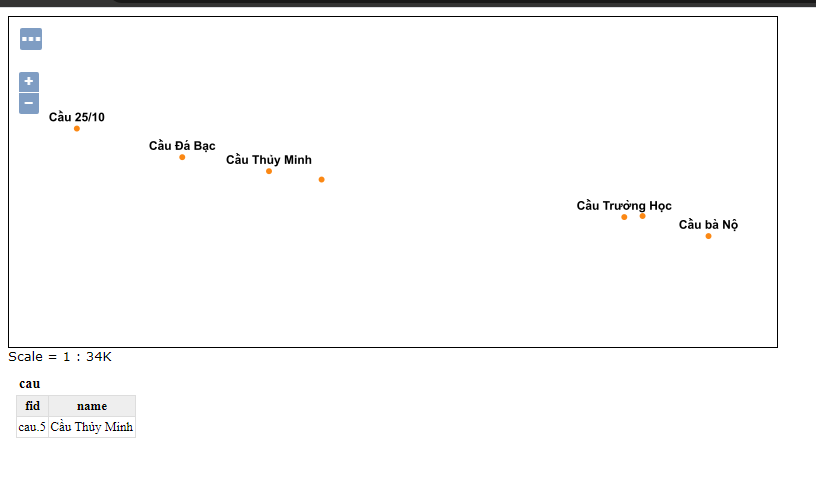 Cầu 25/10
Cầu Đá Bạc
Cầu Thủy Minh
Cầu Trường Học
Cầu bà Nộ
Scale = 1 : 34K
cau
fid name
cau.5 Cầu Thủy Minh